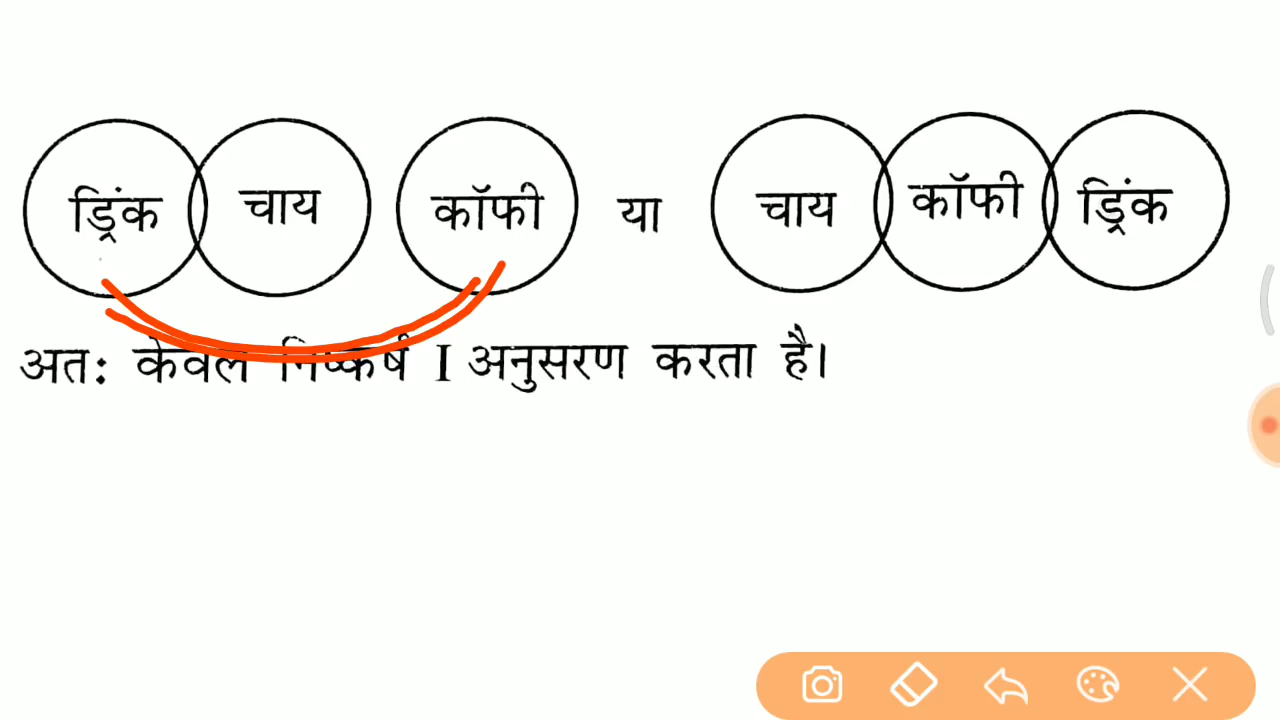 ड्रिंक चाय कॉफी या चाय कॉफी ड्रिंक
अतः केवल निष्कर्ष I अनुसरण करता है।